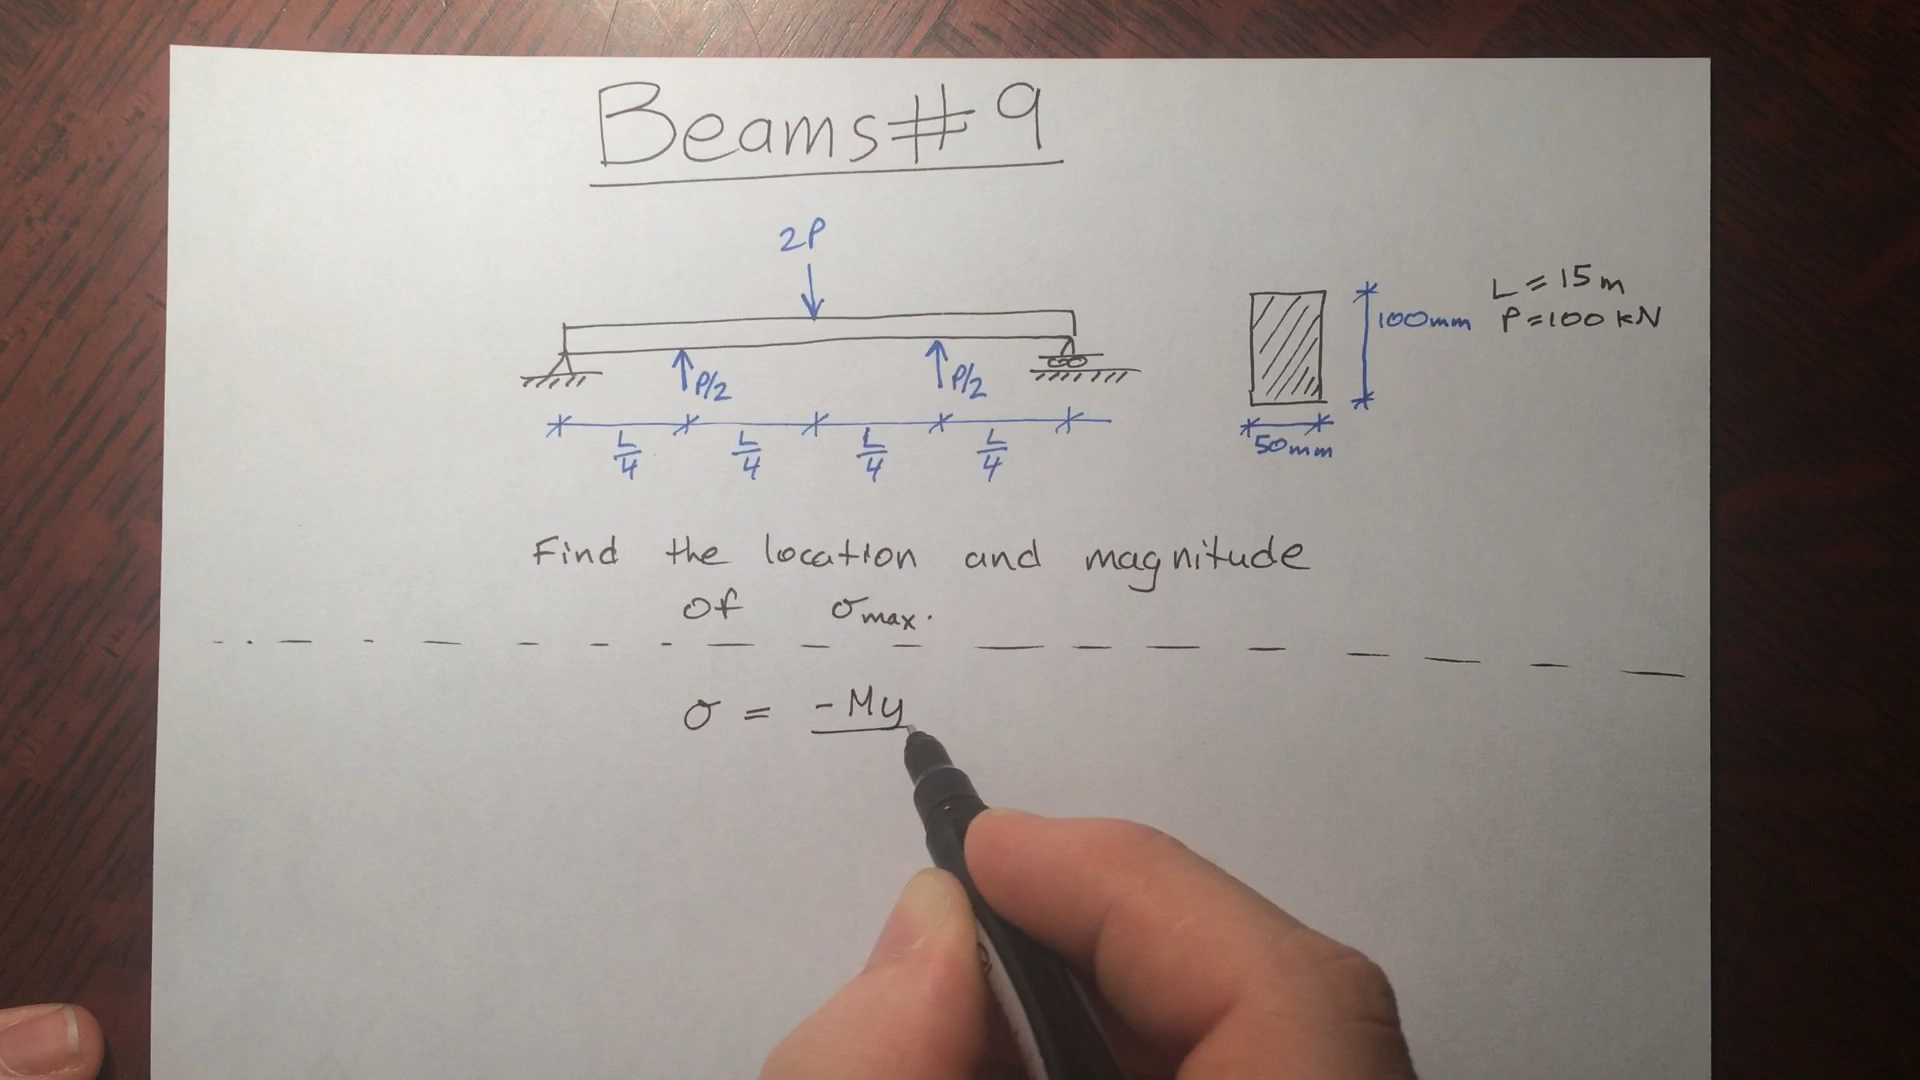 Beams #9
2P
L = 15m
P = 100 kN
100mm
P/2
P/2
L/4
L/4
L/4
L/4
50mm
Find the location and magnitude
of σmax.
σ = -My